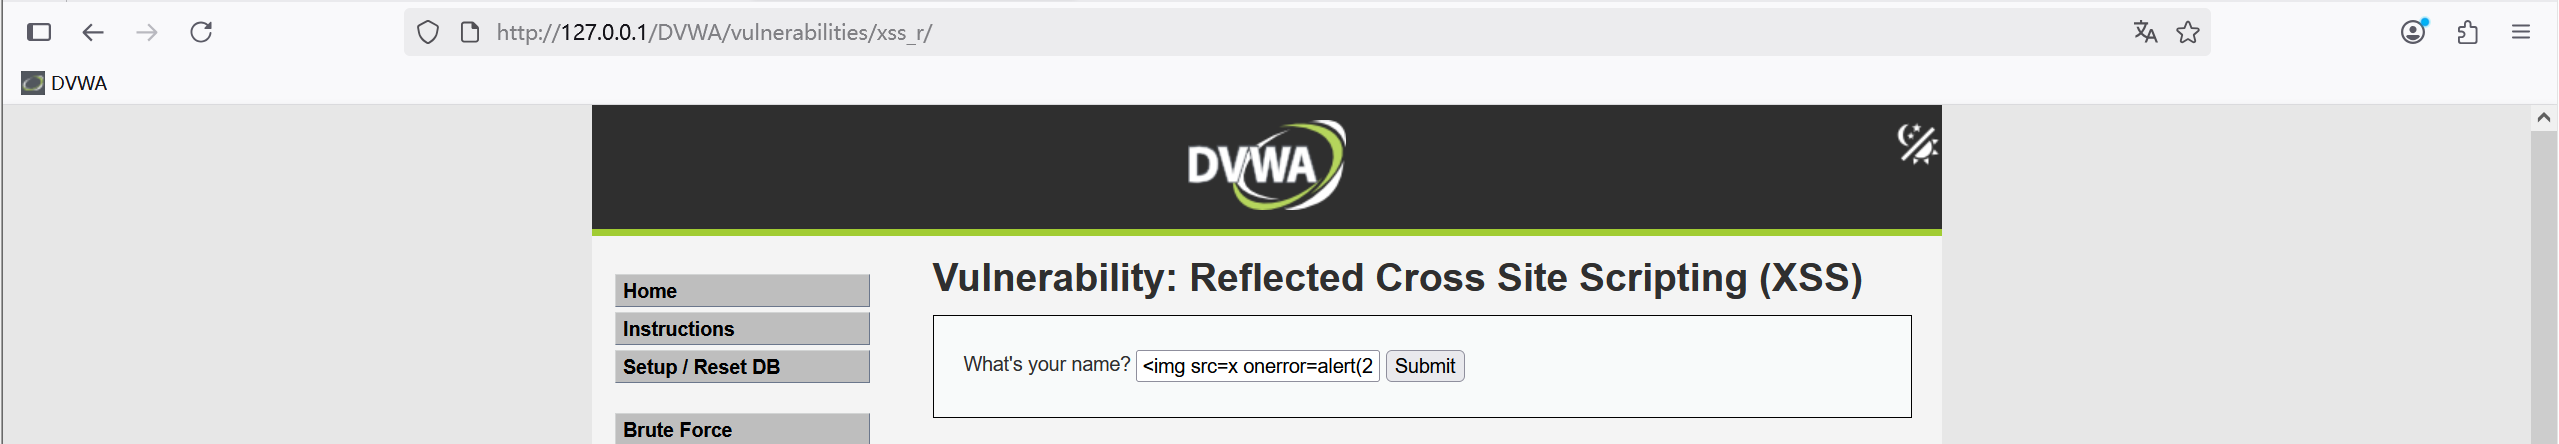 http://127.0.0.1/DVWA/vulnerabilities/xss_r/
DVWA
DVWA
Vulnerability: Reflected Cross Site Scripting (XSS)
Home
Instructions
Setup / Reset DB
Brute Force
What's your name? <img src=x onerror=alert(2 Submit